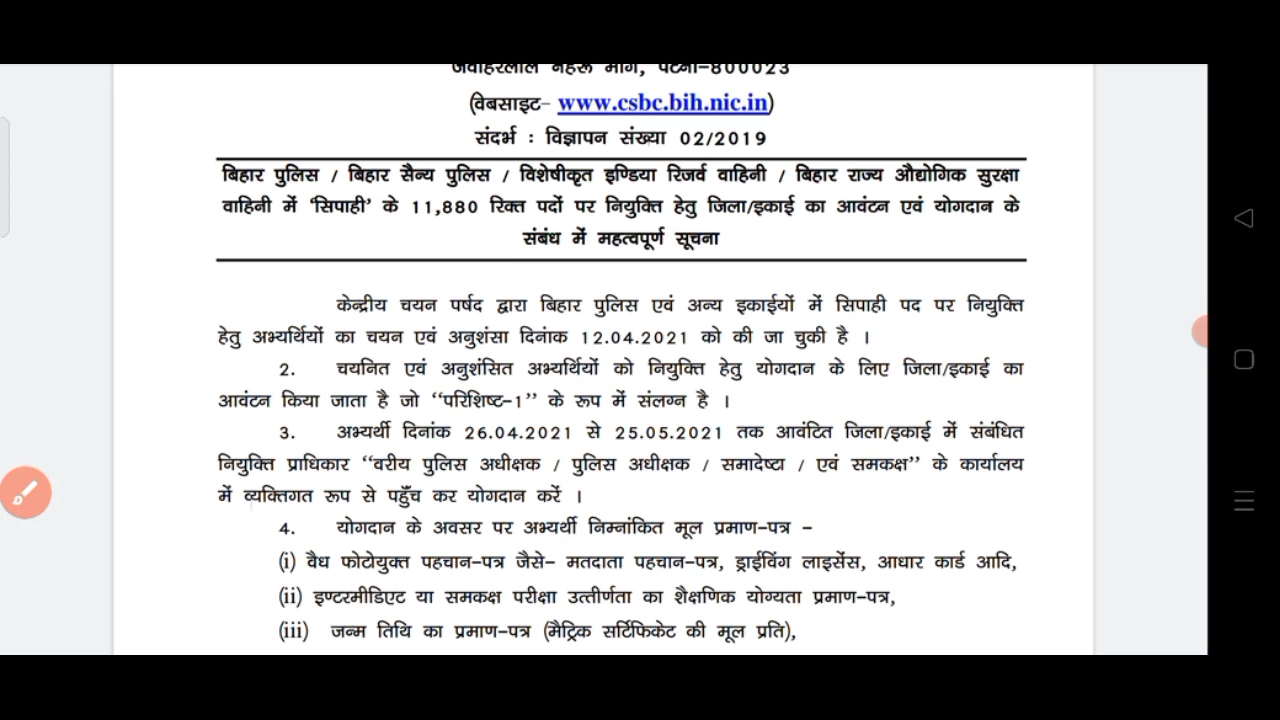 जवाहरलाल नेहरू मार्ग, पटना-800023
(वेबसाइट- www.csbc.bih.nic.in)
संदर्भ : विज्ञापन संख्या 02/2019
बिहार पुलिस / बिहार सैन्य पुलिस / विशेषीकृत इण्डिया रिजर्व वाहिनी / बिहार राज्य औद्योगिक सुरक्षा
वाहिनी में ‘सिपाही’ के 11,880 रिक्त पदों पर नियुक्ति हेतु जिला/इकाई का आवंटन एवं योगदान के
संबंध में महत्वपूर्ण सूचना
केन्द्रीय चयन पर्षद द्वारा बिहार पुलिस एवं अन्य इकाईयों में सिपाही पद पर नियुक्ति
हेतु अभ्यर्थियों का चयन एवं अनुशंसा दिनांक 12.04.2021 को की जा चुकी है ।
2. चयनित एवं अनुशंसित अभ्यर्थियों को नियुक्ति हेतु योगदान के लिए जिला/इकाई का
आवंटन किया जाता है जो ‘‘परिशिष्ट-1’’ के रूप में संलग्न है ।
3. अभ्यर्थी दिनांक 26.04.2021 से 25.05.2021 तक आवंटित जिला/इकाई में संबंधित
नियुक्ति प्राधिकार ‘‘वरीय पुलिस अधीक्षक / पुलिस अधीक्षक / समादेष्टा / एवं समकक्ष’’ के कार्यालय
में व्यक्तिगत रूप से पहुँच कर योगदान करें ।
4. योगदान के अवसर पर अभ्यर्थी निम्नांकित मूल प्रमाण-पत्र -
(i) वैध फोटोयुक्त पहचान-पत्र जैसे- मतदाता पहचान-पत्र, ड्राईविंग लाइसेंस, आधार कार्ड आदि,
(ii) इण्टरमीडिएट या समकक्ष परीक्षा उत्तीर्णता का शैक्षणिक योग्यता प्रमाण-पत्र,
(iii) जन्म तिथि का प्रमाण-पत्र (मैट्रिक सर्टिफिकेट की मूल प्रति),